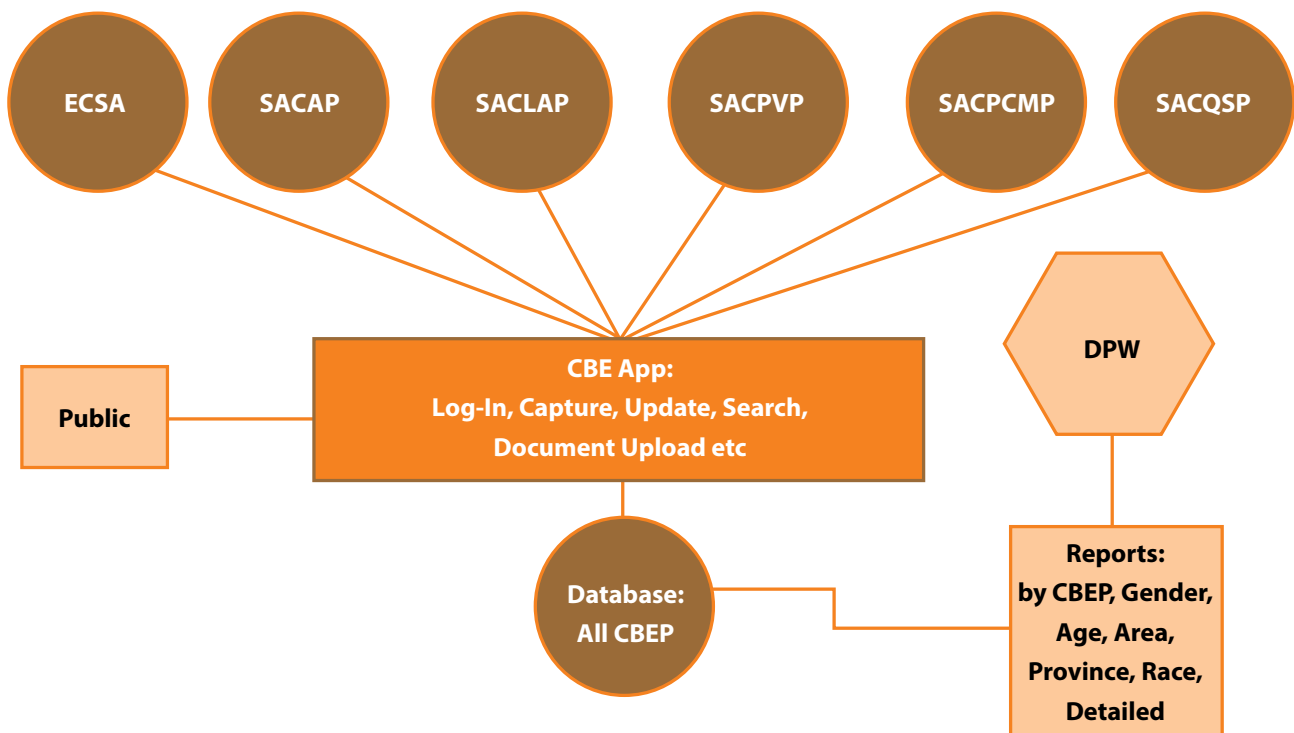 ECSA
SACAP
SACLAP
SACPVP
SACPCMP
SACQSP
DPW
CBE App:
Log-In, Capture, Update, Search,
Document Upload etc
Public
Database:
All CBEP
Reports:
by CBEP, Gender,
Age, Area,
Province, Race,
Detailed